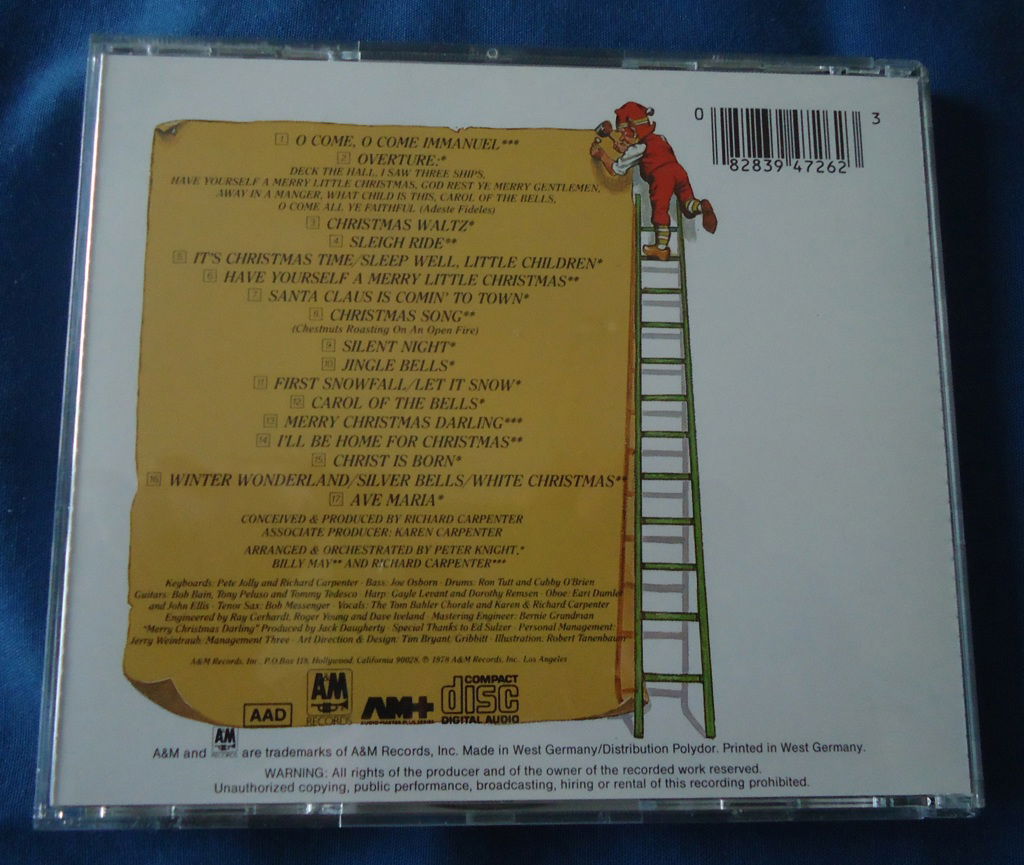 0 82839 47262 3
1 O COME, O COME IMMANUEL***
2 OVERTURE:*
DECK THE HALL, I SAW THREE SHIPS,
HAVE YOURSELF A MERRY LITTLE CHRISTMAS, GOD REST YE MERRY GENTLEMEN,
AWAY IN A MANGER, WHAT CHILD IS THIS, CAROL OF THE BELLS,
O COME ALL YE FAITHFUL (Adeste Fideles)
3 CHRISTMAS WALTZ*
4 SLEIGH RIDE**
5 IT'S CHRISTMAS TIME/SLEEP WELL, LITTLE CHILDREN*
6 HAVE YOURSELF A MERRY LITTLE CHRISTMAS**
7 SANTA CLAUS IS COMIN' TO TOWN*
8 CHRISTMAS SONG**
(Chestnuts Roasting On An Open Fire)
9 SILENT NIGHT*
10 JINGLE BELLS*
11 FIRST SNOWFALL/LET IT SNOW*
12 CAROL OF THE BELLS*
13 MERRY CHRISTMAS DARLING***
14 I'LL BE HOME FOR CHRISTMAS**
15 CHRIST IS BORN*
16 WINTER WONDERLAND/SILVER BELLS/WHITE CHRISTMAS**
17 AVE MARIA*
CONCEIVED & PRODUCED BY RICHARD CARPENTER
ASSOCIATE PRODUCER: KAREN CARPENTER
ARRANGED & ORCHESTRATED BY PETER KNIGHT,*
BILLY MAY** AND RICHARD CARPENTER***
Keyboards: Pete Jolly and Richard Carpenter · Bass: Joe Osborn · Drums: Ron Tutt and Cubby O'Brien
Guitars: Bob Bain, Tony Peluso and Tommy Tedesco · Harp: Gayle Levant and Dorothy Remsen · Oboe: Earl Dumler
and John Ellis · Tenor Sax: Bob Messenger · Vocals: The Tom Bahler Chorale and Karen & Richard Carpenter
Engineered by Ray Gerhardt, Roger Young and Dave Iveland · Mastering Engineer: Bernie Grundman
"Merry Christmas Darling" Produced by Jack Daugherty · Special Thanks to Ed Sulzer · Personal Management:
Jerry Weintraub, Management Three · Art Direction & Design: Tim Bryant, Gribbitt · Illustration: Robert Tanenbaum
A&M Records, Inc., P.O. Box 118, Hollywood, California 90028. ℗ 1978 A&M Records, Inc. Los Angeles
AAD A&M RECORDS AM+ AUDIO MASTER PLUS SERIES COMPACT disc DIGITAL AUDIO
A&M and A&M RECORDS are trademarks of A&M Records, Inc. Made in West Germany/Distribution Polydor. Printed in West Germany.
WARNING: All rights of the producer and of the owner of the recorded work reserved.
Unauthorized copying, public performance, broadcasting, hiring or rental of this recording prohibited.